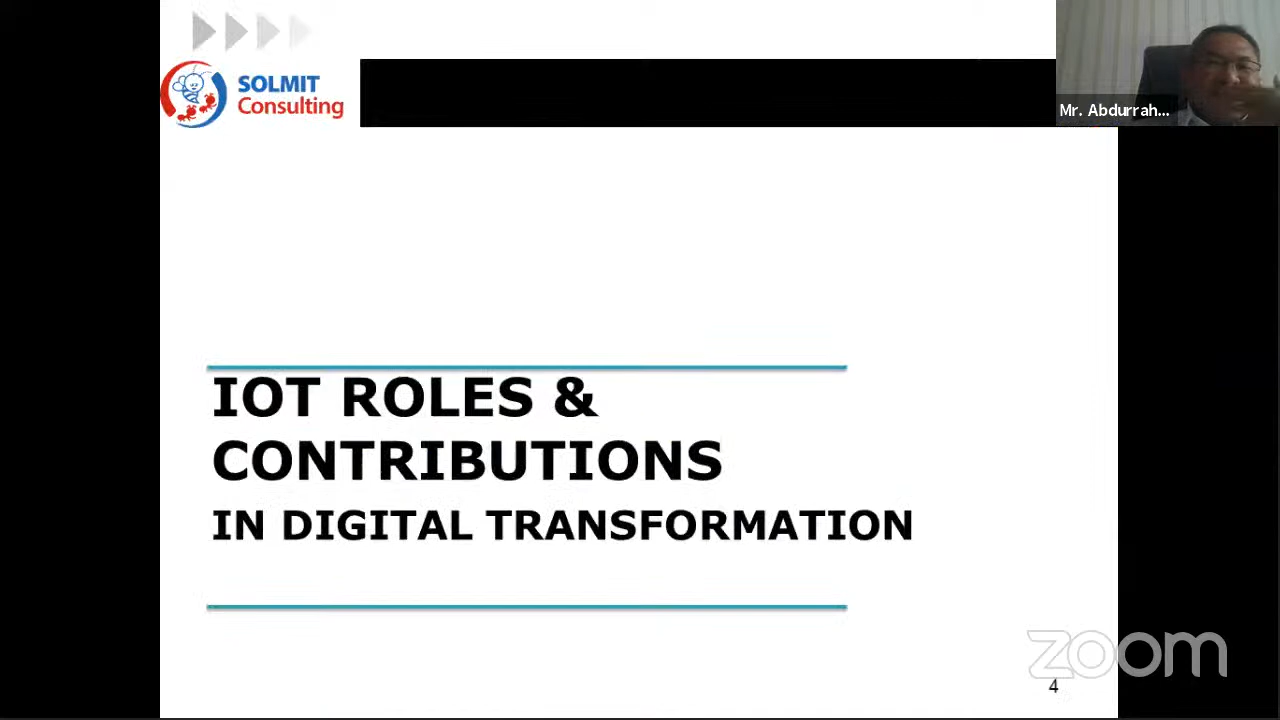 SOLMIT
Consulting
Mr. Abdurrah...
IOT ROLES &
CONTRIBUTIONS
IN DIGITAL TRANSFORMATION
zoom
4